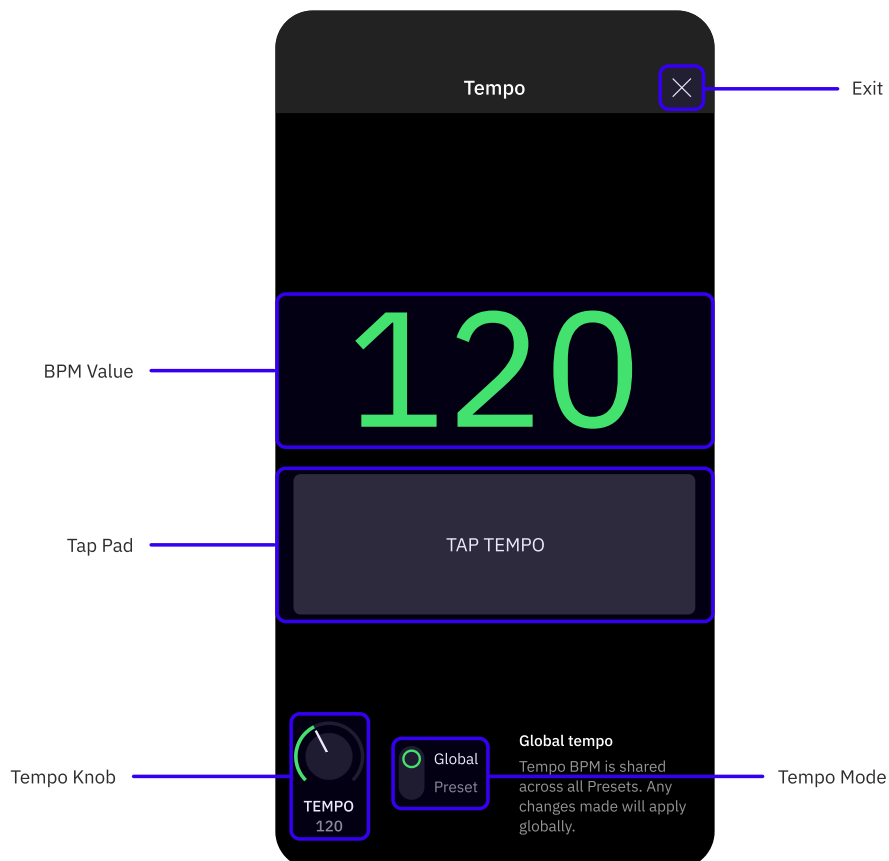 Tempo
Exit
120
BPM Value
TAP TEMPO
Tap Pad
Global tempo
Tempo BPM is shared
across all Presets. Any
changes made will apply
globally.
Global
Preset
Tempo Knob
Tempo Mode
TEMPO
120